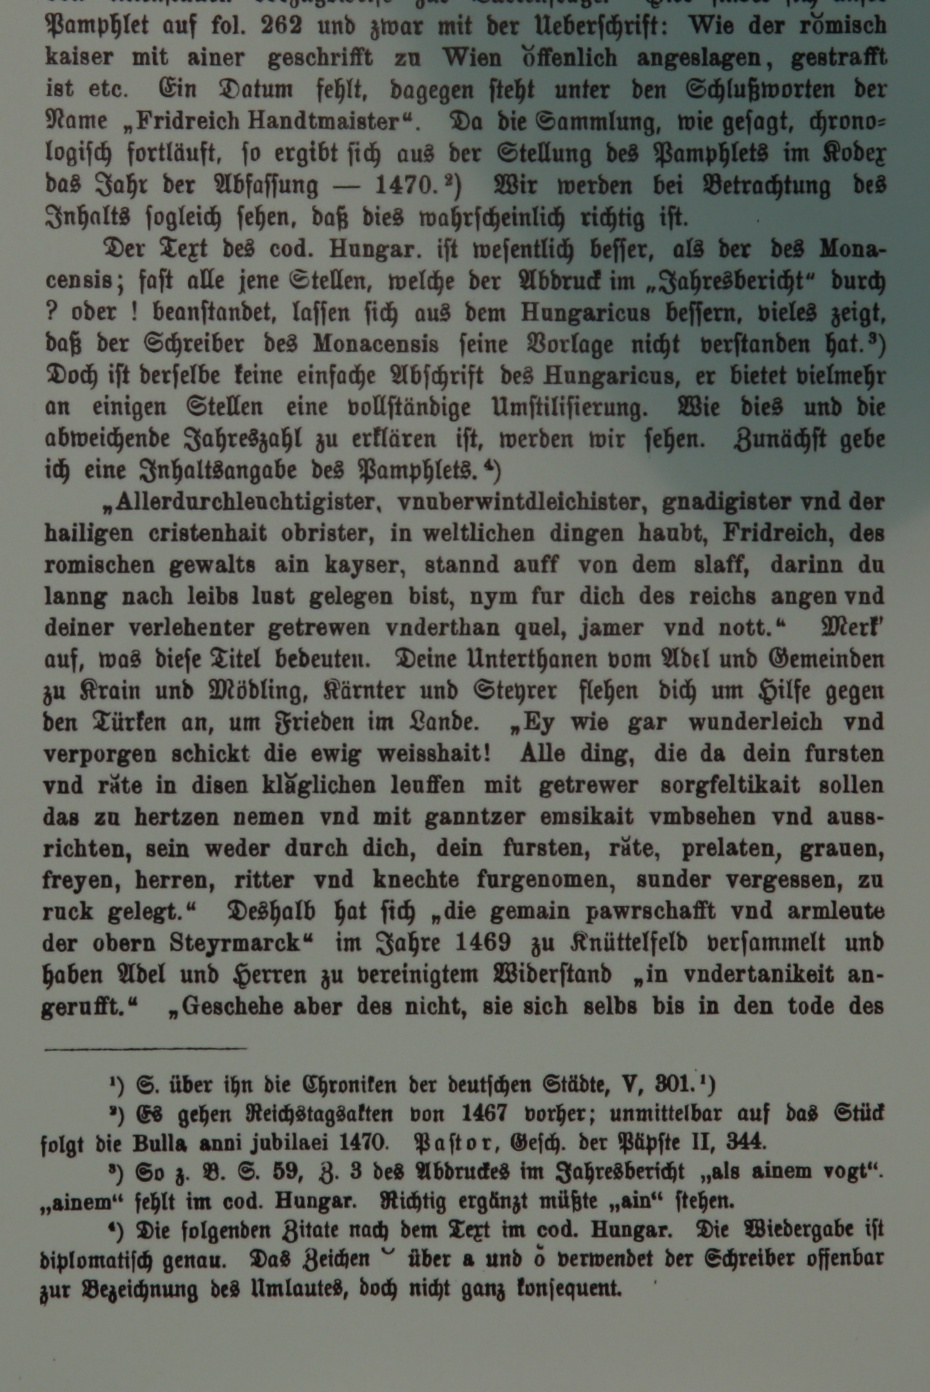 Pamphlet auf fol. 262 und zwar mit der Ueberschrift: Wie der rŏmisch
kaiser mit ainer geschrifft zu Wien ŏffenlich angeslagen, gestrafft
ist etc. Ein Datum fehlt, dagegen steht unter den Schlußworten der
Name „Fridreich Handtmaister“. Da die Sammlung, wie gesagt, chrono-
logisch fortläuft, so ergibt sich aus der Stellung des Pamphlets im Kodex
das Jahr der Abfassung — 1470.²) Wir werden bei Betrachtung des
Inhalts sogleich sehen, daß dies wahrscheinlich richtig ist.
Der Text des cod. Hungar. ist wesentlich besser, als der des Mona-
censis; fast alle jene Stellen, welche der Abdruck im „Jahresbericht“ durch
? oder ! beanstandet, lassen sich aus dem Hungaricus bessern, vieles zeigt,
daß der Schreiber des Monacensis seine Vorlage nicht verstanden hat.³)
Doch ist derselbe keine einfache Abschrift des Hungaricus, er bietet vielmehr
an einigen Stellen eine vollständige Umstilisierung. Wie dies und die
abweichende Jahreszahl zu erklären ist, werden wir sehen. Zunächst gebe
ich eine Inhaltsangabe des Pamphlets.⁴)
„Allerdurchleuchtigister, vnuberwintdleichister, gnadigister vnd der
hailigen cristenhait obrister, in weltlichen dingen haubt, Fridreich, des
romischen gewalts ain kayser, stannd auff von dem slaff, darinn du
lanng nach leibs lust gelegen bist, nym fur dich des reichs angen vnd
deiner verlehenter getrewen vnderthan quel, jamer vnd nott.“ Merk'
auf, was diese Titel bedeuten. Deine Unterthanen vom Adel und Gemeinden
zu Krain und Mödling, Kärnter und Steyrer flehen dich um Hilfe gegen
den Türken an, um Frieden im Lande. „Ey wie gar wunderleich vnd
verporgen schickt die ewig weisshait! Alle ding, die da dein fursten
vnd răte in disen klăglichen leuffen mit getrewer sorgfeltikait sollen
das zu hertzen nemen vnd mit ganntzer emsikait vmbsehen vnd auss-
richten, sein weder durch dich, dein fursten, răte, prelaten, grauen,
freyen, herren, ritter vnd knechte furgenomen, sunder vergessen, zu
ruck gelegt.“ Deshalb hat sich „die gemain pawrschafft vnd armleute
der obern Steyrmarck“ im Jahre 1469 zu Knüttelfeld versammelt und
haben Adel und Herren zu vereinigtem Widerstand „in vndertanikeit an-
gerufft.“ „Geschehe aber des nicht, sie sich selbs bis in den tode des
¹) S. über ihn die Chroniken der deutschen Städte, V, 301.¹)
²) Es gehen Reichstagsakten von 1467 vorher; unmittelbar auf das Stück
folgt die Bulla anni jubilaei 1470. Pastor, Gesch. der Päpste II, 344.
³) So z. B. S. 59, Z. 3 des Abdruckes im Jahresbericht „als ainem vogt“.
„ainem“ fehlt im cod. Hungar. Richtig ergänzt müßte „ain“ stehen.
⁴) Die folgenden Zitate nach dem Text im cod. Hungar. Die Wiedergabe ist
diplomatisch genau. Das Zeichen ˘ über a und ŏ verwendet der Schreiber offenbar
zur Bezeichnung des Umlautes, doch nicht ganz konsequent.